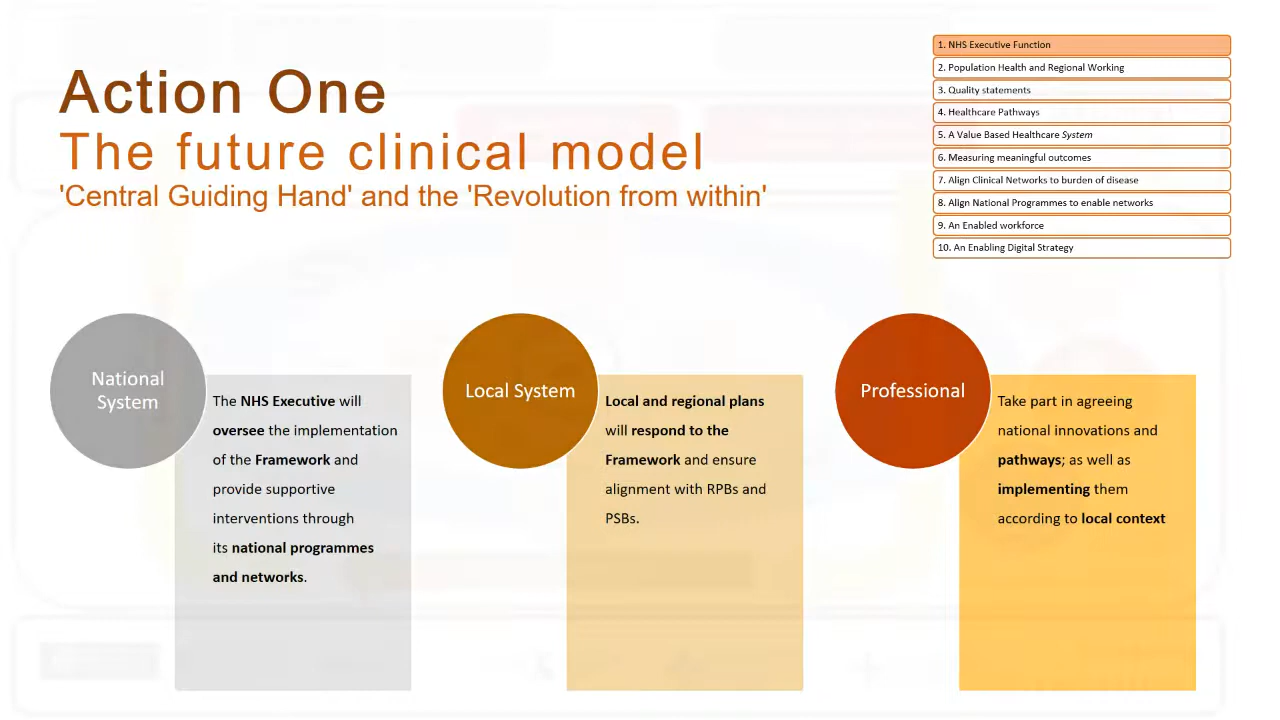 Action One
The future clinical model
'Central Guiding Hand' and the 'Revolution from within'
1. NHS Executive Function
2. Population Health and Regional Working
3. Quality statements
4. Healthcare Pathways
5. A Value Based Healthcare System
6. Measuring meaningful outcomes
7. Align Clinical Networks to burden of disease
8. Align National Programmes to enable networks
9. An Enabled workforce
10. An Enabling Digital Strategy
National
System
The NHS Executive will
oversee the implementation
of the Framework and
provide supportive
interventions through
its national programmes
and networks.
Local System
Local and regional plans
will respond to the
Framework and ensure
alignment with RPBs and
PSBs.
Professional
Take part in agreeing
national innovations and
pathways; as well as
implementing them
according to local context